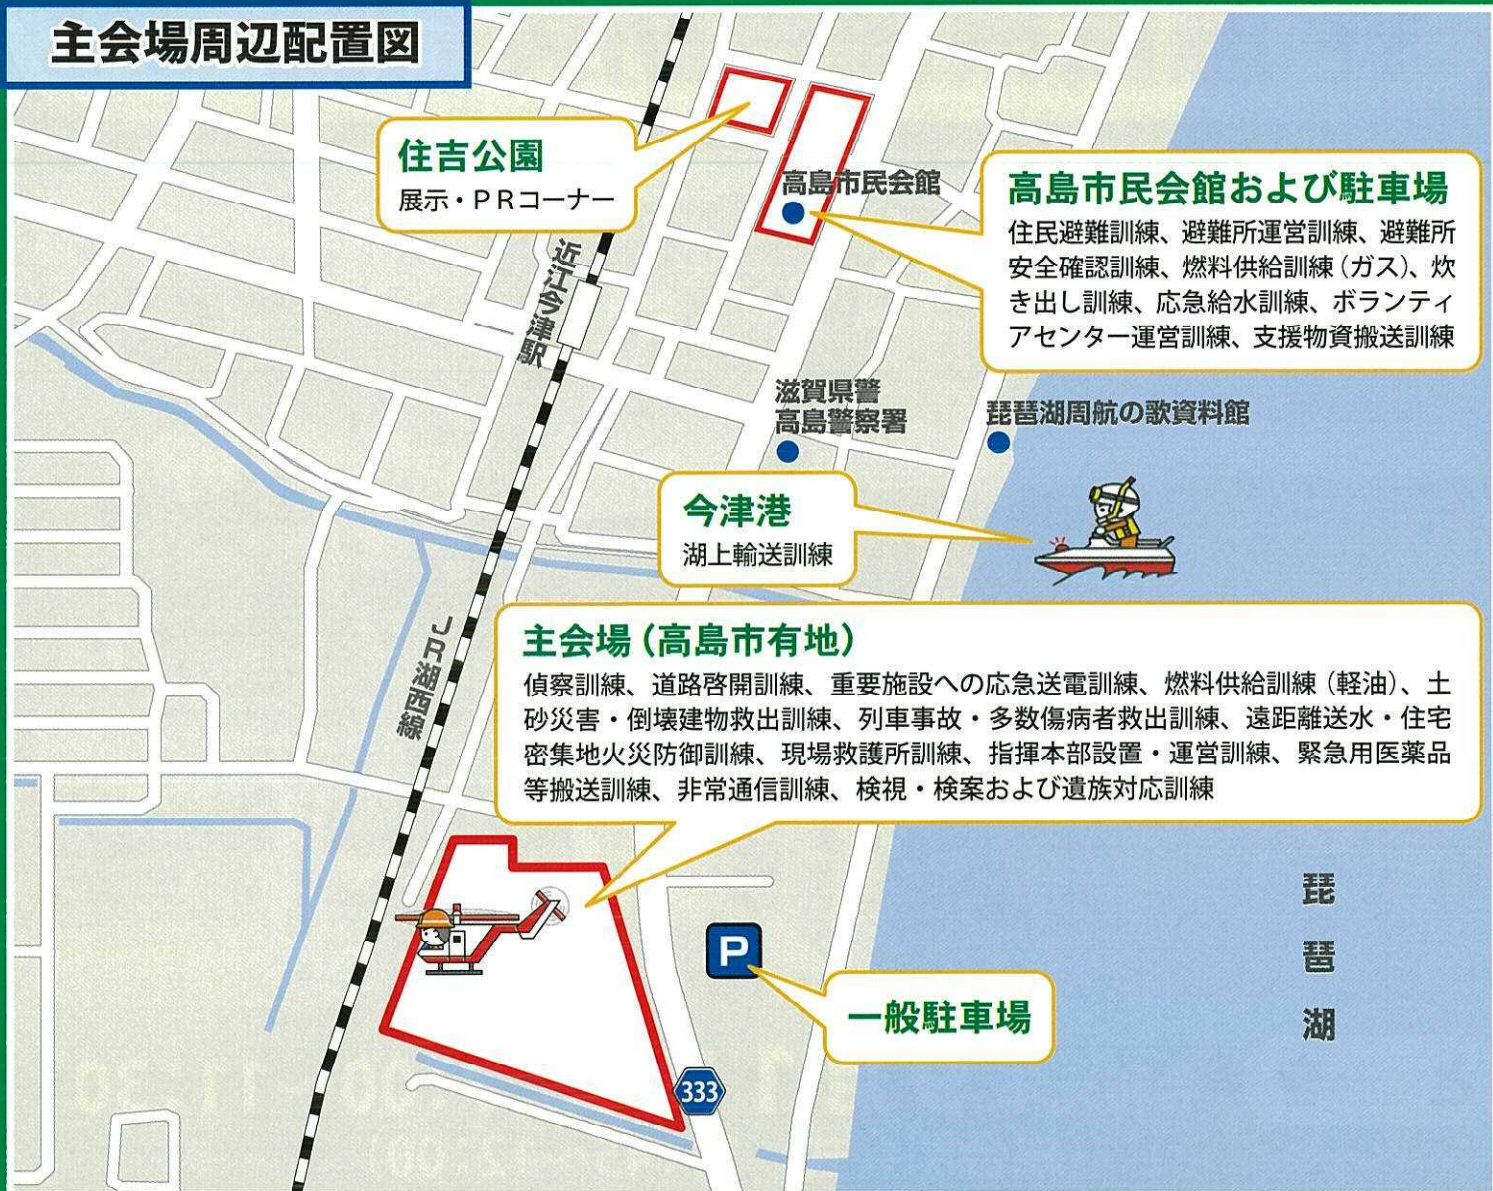 主会場周辺配置図
住吉公園
展示・PRコーナー
高島市民会館
高島市民会館および駐車場
住民避難訓練、避難所運営訓練、避難所
安全確認訓練、燃料供給訓練(ガス)、炊
き出し訓練、応急給水訓練、ボランティ
アセンター運営訓練、支援物資搬送訓練
近江今津駅
滋賀県警
高島警察署
琵琶湖周航の歌資料館
今津港
湖上輸送訓練
JR湖西線
主会場(高島市有地)
偵察訓練、道路啓開訓練、重要施設への応急送電訓練、燃料供給訓練(軽油)、土
砂災害・倒壊建物救出訓練、列車事故・多数傷病者救出訓練、遠距離送水・住宅
密集地火災防御訓練、現場救護所訓練、指揮本部設置・運営訓練、緊急用医薬品
等搬送訓練、非常通信訓練、検視・検案および遺族対応訓練
P
一般駐車場
333
琵琶湖